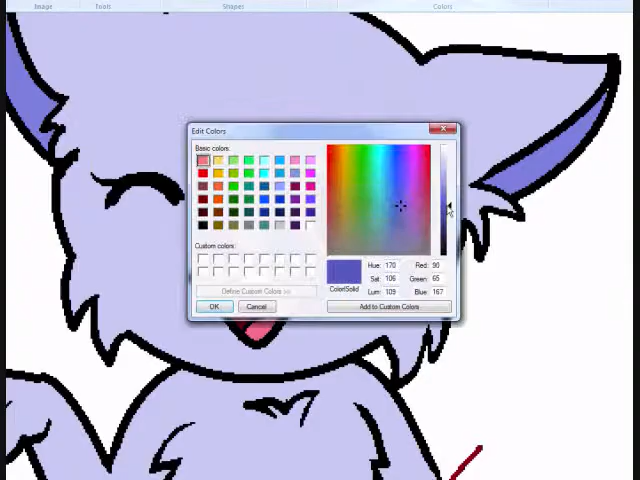 Image Tools Shapes Colors
Edit Colors
Basic colors:
Custom colors:
Define Custom Colors >>
OK Cancel
Color|Solid
Hue: 170 Red: 90
Sat: 106 Green: 65
Lum: 109 Blue: 167
Add to Custom Colors